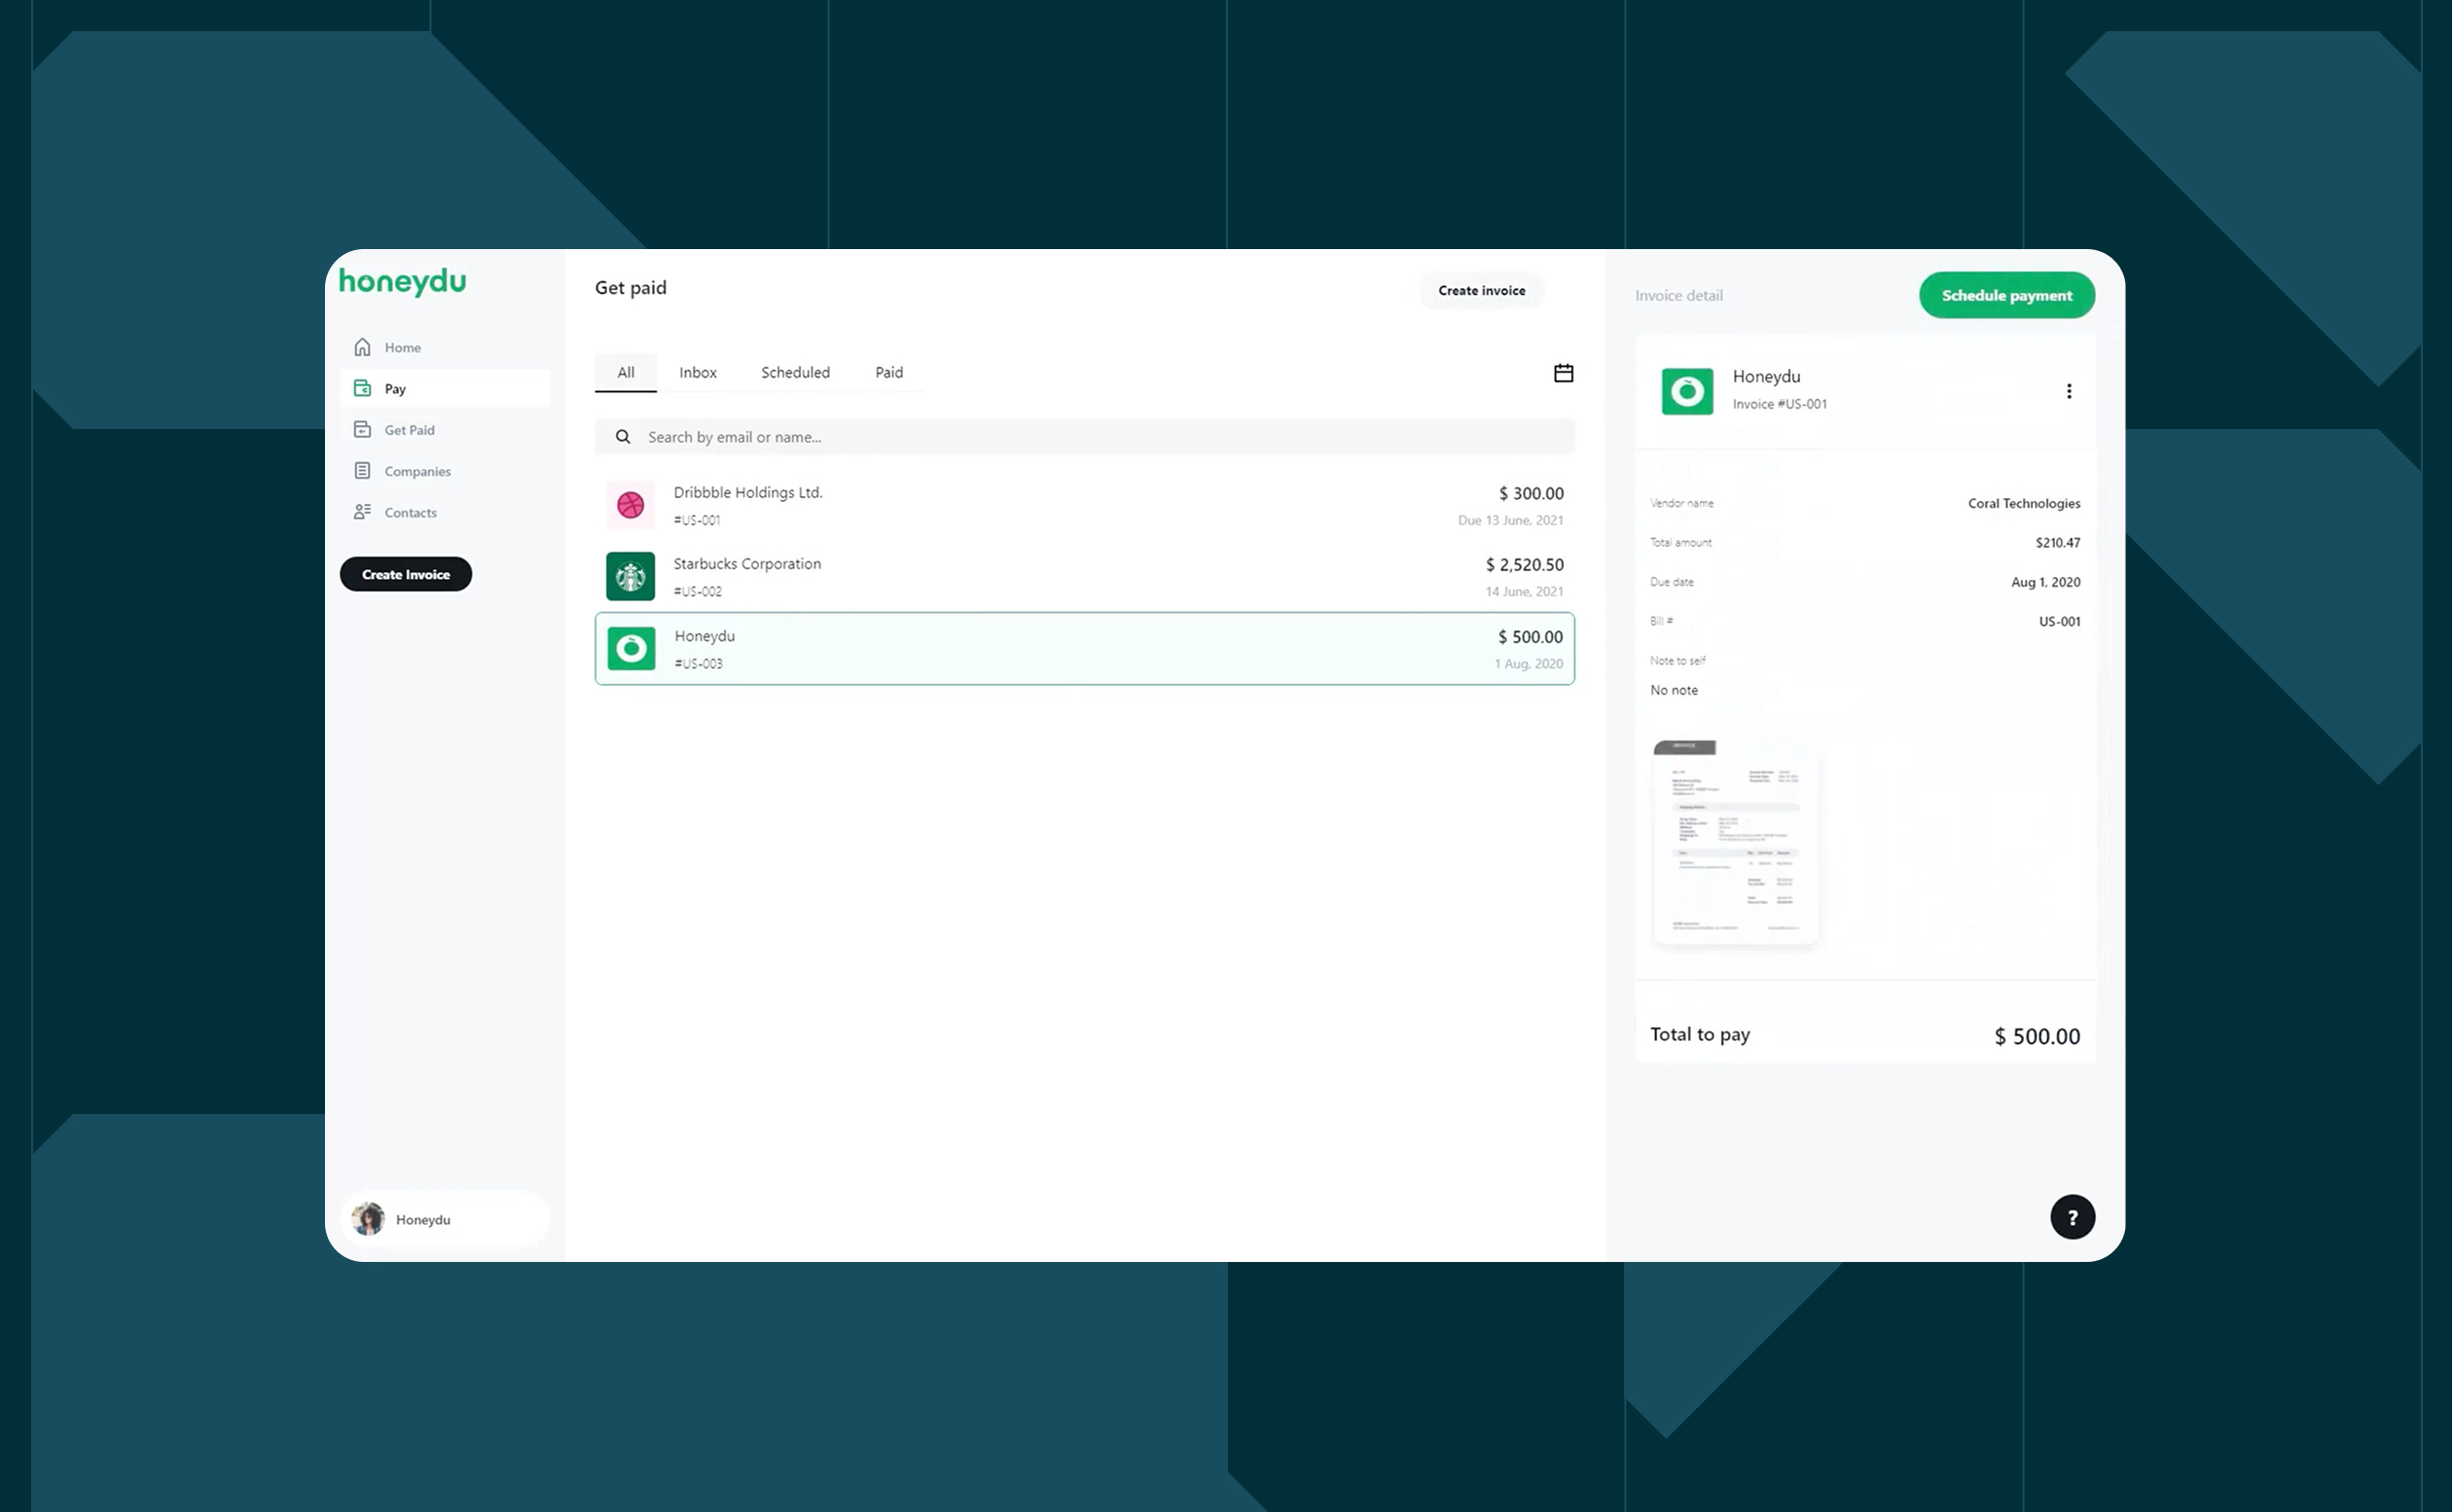 honeydu
Home
Pay
Get Paid
Companies
Contacts
Create Invoice
Honeydu
Get paid
Create invoice
All Inbox Scheduled Paid
Search by email or name...
Dribbble Holdings Ltd. $ 300.00
#US-001 Due 13 June, 2021
Starbucks Corporation $ 2,520.50
#US-002 14 June, 2021
Honeydu $ 500.00
#US-003 1 Aug, 2020
Invoice detail Schedule payment
Honeydu
Invoice #US-001
Vendor name Coral Technologies
Total amount $210.47
Due date Aug 1, 2020
Bill # US-001
Note to self
No note
INVOICE
Total to pay $ 500.00
?